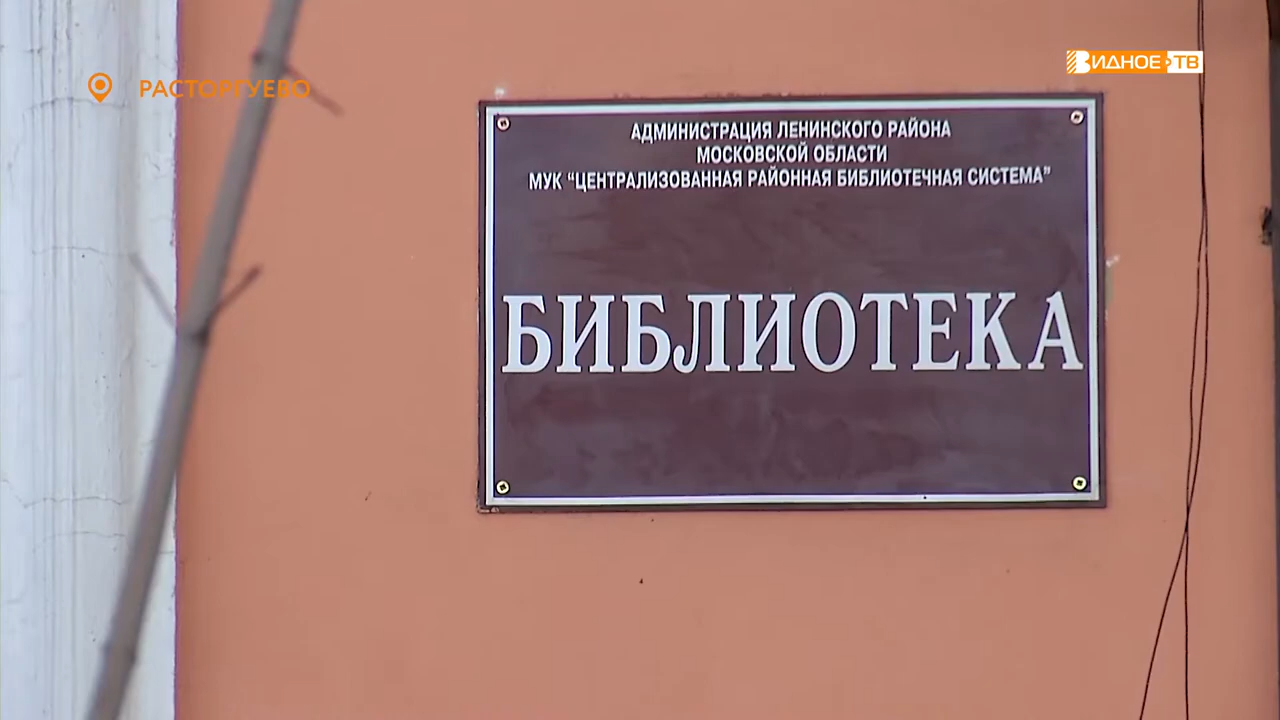 РАСТОРГУЕВО
ВИДНОЕ ТВ
АДМИНИСТРАЦИЯ ЛЕНИНСКОГО РАЙОНА
МОСКОВСКОЙ ОБЛАСТИ
МУК “ЦЕНТРАЛИЗОВАННАЯ РАЙОННАЯ БИБЛИОТЕЧНАЯ СИСТЕМА”
БИБЛИОТЕКА